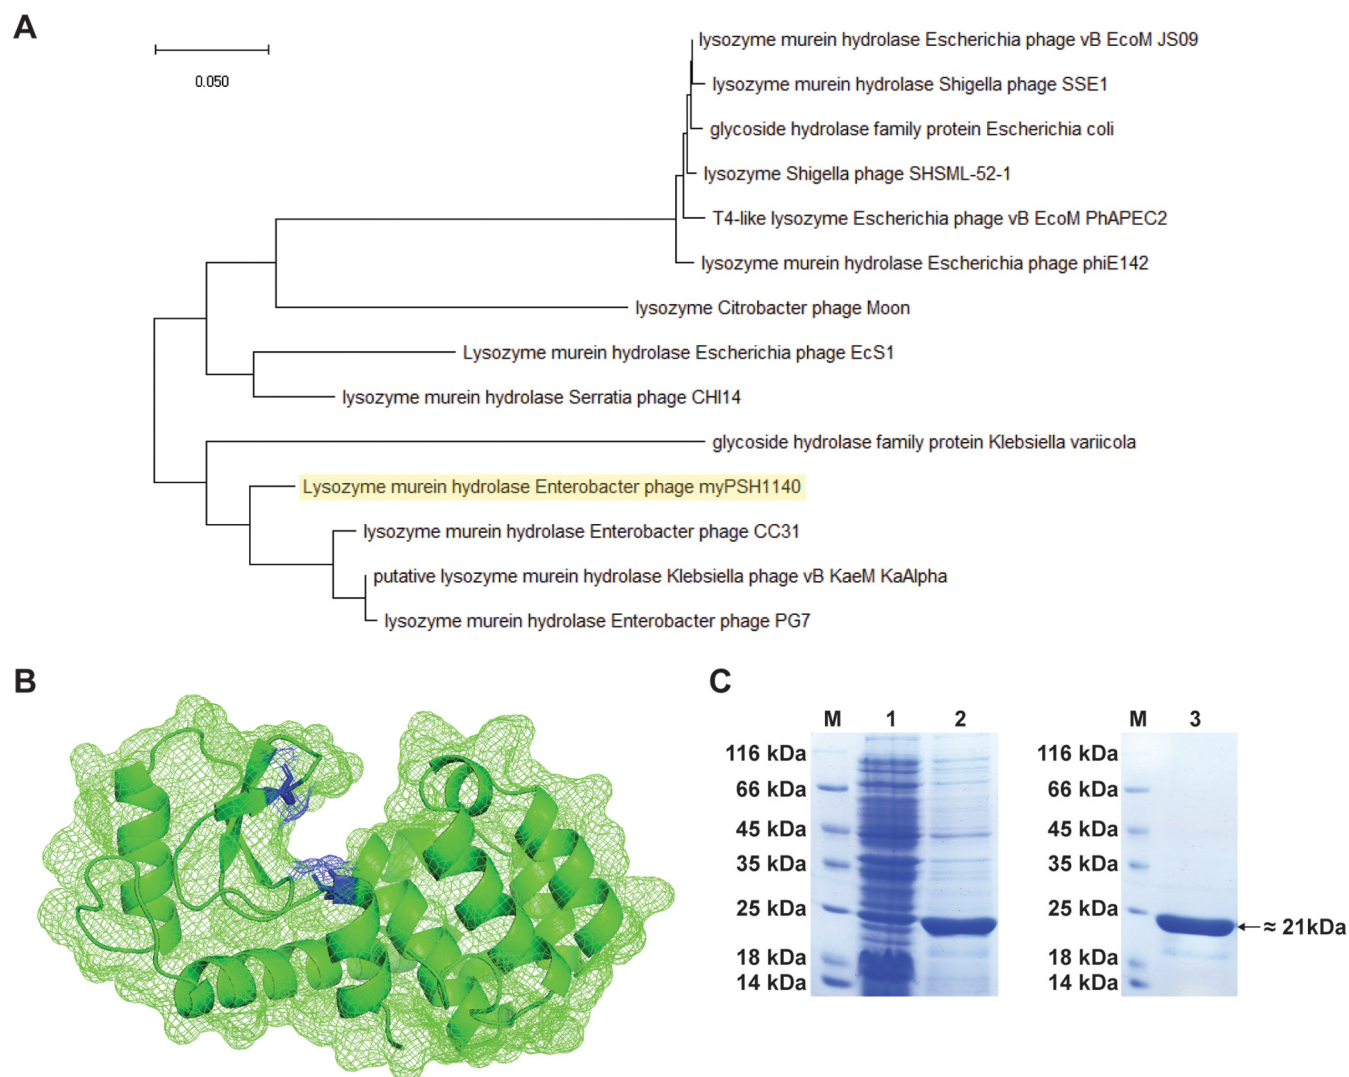 A
0.050
lysozyme murein hydrolase Escherichia phage vB EcoM JS09
lysozyme murein hydrolase Shigella phage SSE1
glycoside hydrolase family protein Escherichia coli
lysozyme Shigella phage SHSML-52-1
T4-like lysozyme Escherichia phage vB EcoM PhAPEC2
lysozyme murein hydrolase Escherichia phage phiE142
lysozyme Citrobacter phage Moon
Lysozyme murein hydrolase Escherichia phage EcS1
lysozyme murein hydrolase Serratia phage CHI14
glycoside hydrolase family protein Klebsiella variicola
Lysozyme murein hydrolase Enterobacter phage myPSH1140
lysozyme murein hydrolase Enterobacter phage CC31
putative lysozyme murein hydrolase Klebsiella phage vB KaeM KaAlpha
lysozyme murein hydrolase Enterobacter phage PG7
B
C
M 1 2
116 kDa
66 kDa
45 kDa
35 kDa
25 kDa
18 kDa
14 kDa
M 3
116 kDa
66 kDa
45 kDa
35 kDa
25 kDa
≈ 21kDa
18 kDa
14 kDa